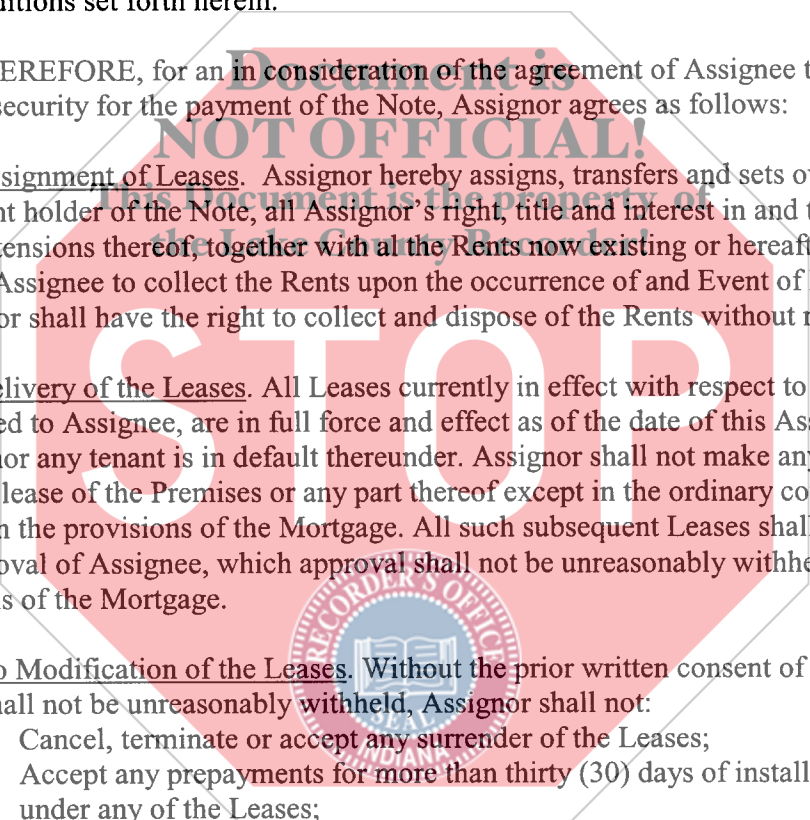 nitions set forth herein.
Document is
EREFORE, for an in consideration of the agreement of Assignee t
security for the payment of the Note, Assignor agrees as follows:
NOT OFFICIAL!
signment of Leases. Assignor hereby assigns, transfers and sets o
This Document is the property of
nt holder of the Note, all Assignor's right, title and interest in and t
the Lake County Recorder!
tensions thereof, together with al the Rents now existing or hereaft
Assignee to collect the Rents upon the occurrence of and Event of
or shall have the right to collect and dispose of the Rents without r
STOP
elivery of the Leases. All Leases currently in effect with respect to
ed to Assignee, are in full force and effect as of the date of this Ass
nor any tenant is in default thereunder. Assignor shall not make any
lease of the Premises or any part thereof except in the ordinary co
n the provisions of the Mortgage. All such subsequent Leases shal
oval of Assignee, which approval shall not be unreasonably withhe
s of the Mortgage.
RECORDER'S OFFICE
o Modification of the Leases. Without the prior written consent of
hall not be unreasonably withheld, Assignor shall not:
SEAL
Cancel, terminate or accept any surrender of the Leases;
INDIANA
Accept any prepayments for more than thirty (30) days of install
under any of the Leases;